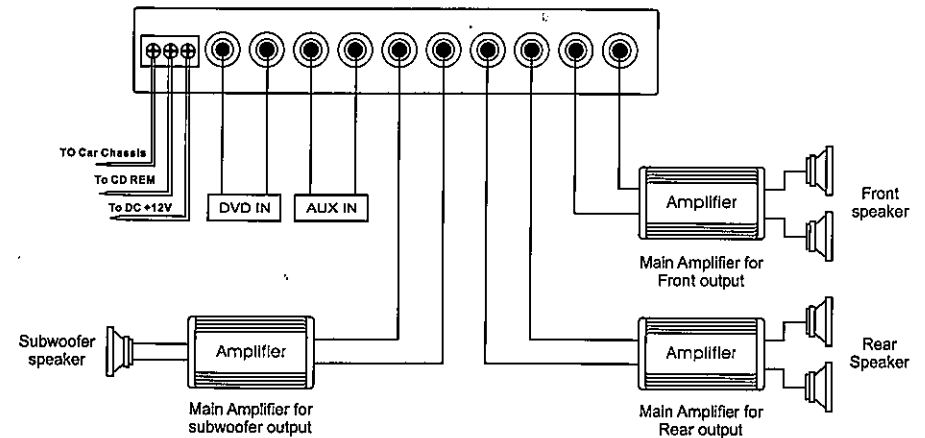 TO Car Chassis
To CD REM
To DC +12V
DVD IN
AUX IN
Amplifier
Front
speaker
Main Amplifier for
Front output
Subwoofer
speaker
Amplifier
Main Amplifier for
subwoofer output
Amplifier
Rear
Speaker
Main Amplifier for
Rear output